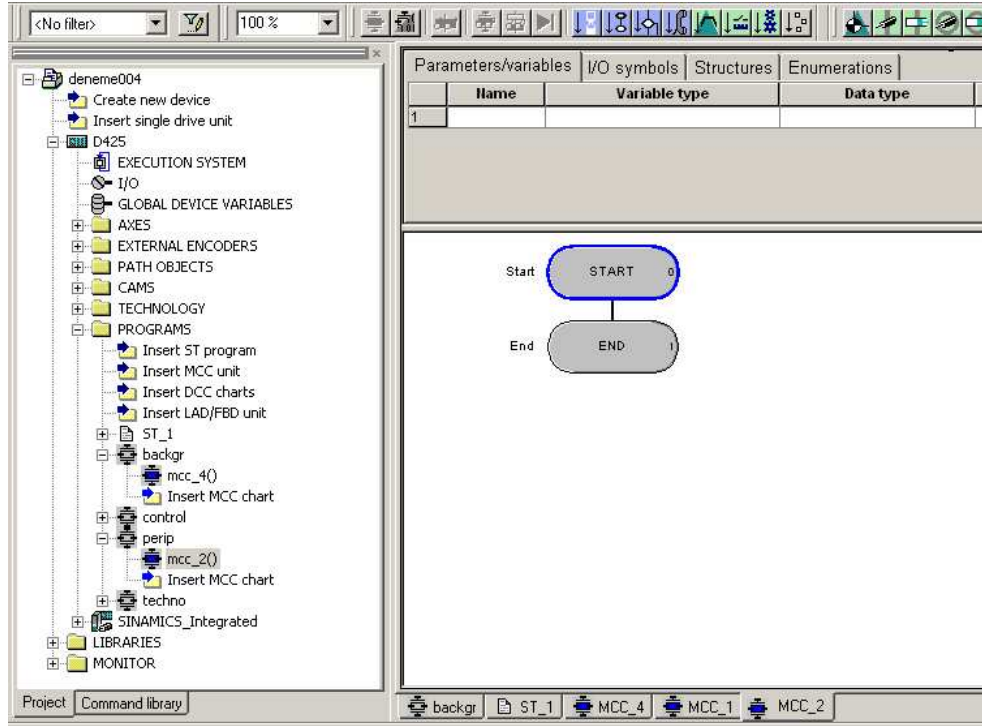 <No filter>
100 %
deneme004
Create new device
Insert single drive unit
D425
EXECUTION SYSTEM
I/O
GLOBAL DEVICE VARIABLES
AXES
EXTERNAL ENCODERS
PATH OBJECTS
CAMS
TECHNOLOGY
PROGRAMS
Insert ST program
Insert MCC unit
Insert DCC charts
Insert LAD/FBD unit
ST_1
backgr
mcc_4()
Insert MCC chart
control
perip
mcc_2()
Insert MCC chart
techno
SINAMICS_Integrated
LIBRARIES
MONITOR
Project Command library
Parameters/variables I/O symbols Structures Enumerations
Name Variable type Data type
1
Start START 0
End END 1
backgr ST_1 MCC_4 MCC_1 MCC_2